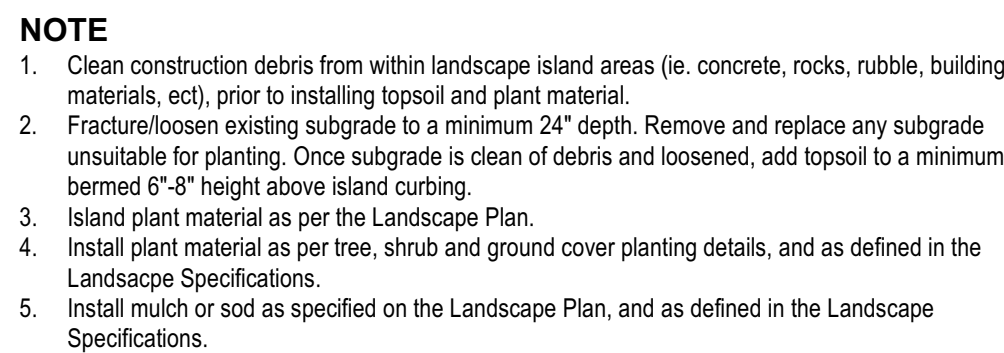 NOTE
1. Clean construction debris from within landscape island areas (ie. concrete, rocks, rubble, building
materials, ect), prior to installing topsoil and plant material.
2. Fracture/loosen existing subgrade to a minimum 24" depth. Remove and replace any subgrade
unsuitable for planting. Once subgrade is clean of debris and loosened, add topsoil to a minimum
bermed 6"-8" height above island curbing.
3. Island plant material as per the Landscape Plan.
4. Install plant material as per tree, shrub and ground cover planting details, and as defined in the
Landsacpe Specifications.
5. Install mulch or sod as specified on the Landscape Plan, and as defined in the Landscape
Specifications.